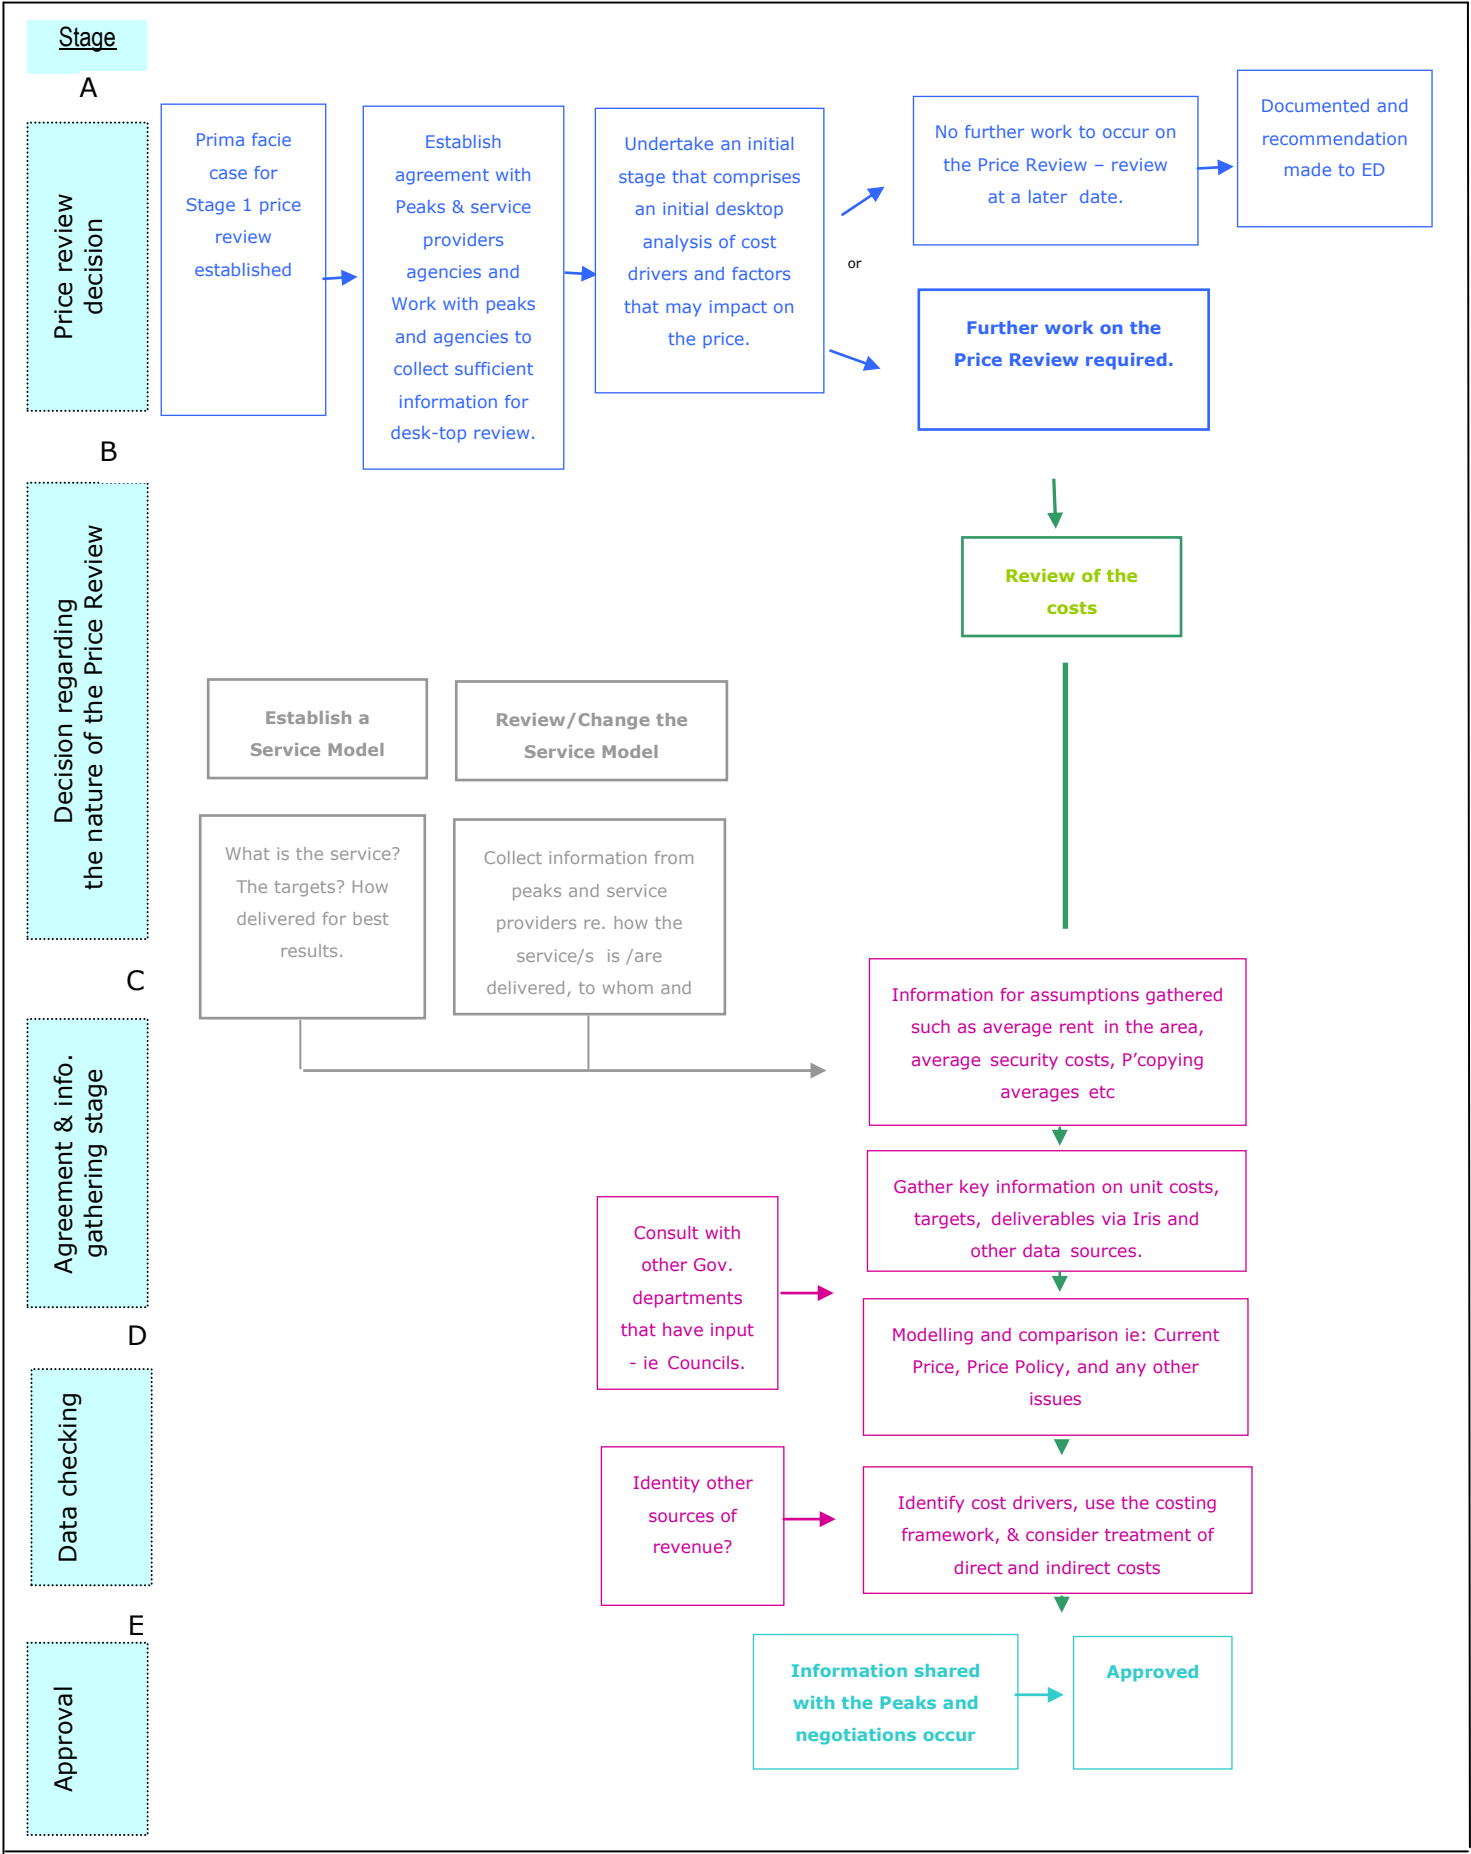 Stage
A
Price review
decision
Prima facie
case for
Stage 1 price
review
established
Establish
agreement with
Peaks & service
providers
agencies and
Work with peaks
and agencies to
collect sufficient
information for
desk-top review.
Undertake an initial
stage that comprises
an initial desktop
analysis of cost
drivers and factors
that may impact on
the price.
or
No further work to occur on
the Price Review – review
at a later date.
Documented and
recommendation
made to ED
Further work on the
Price Review required.
B
Decision regarding
the nature of the Price Review
Review of the
costs
Establish a
Service Model
Review/Change the
Service Model
What is the service?
The targets? How
delivered for best
results.
Collect information from
peaks and service
providers re. how the
service/s is /are
delivered, to whom and
C
Agreement & info.
gathering stage
Information for assumptions gathered
such as average rent in the area,
average security costs, P’copying
averages etc
Gather key information on unit costs,
targets, deliverables via Iris and
other data sources.
Consult with
other Gov.
departments
that have input
- ie Councils.
Modelling and comparison ie: Current
Price, Price Policy, and any other
issues
D
Data checking
Identity other
sources of
revenue?
Identify cost drivers, use the costing
framework, & consider treatment of
direct and indirect costs
E
Approval
Information shared
with the Peaks and
negotiations occur
Approved